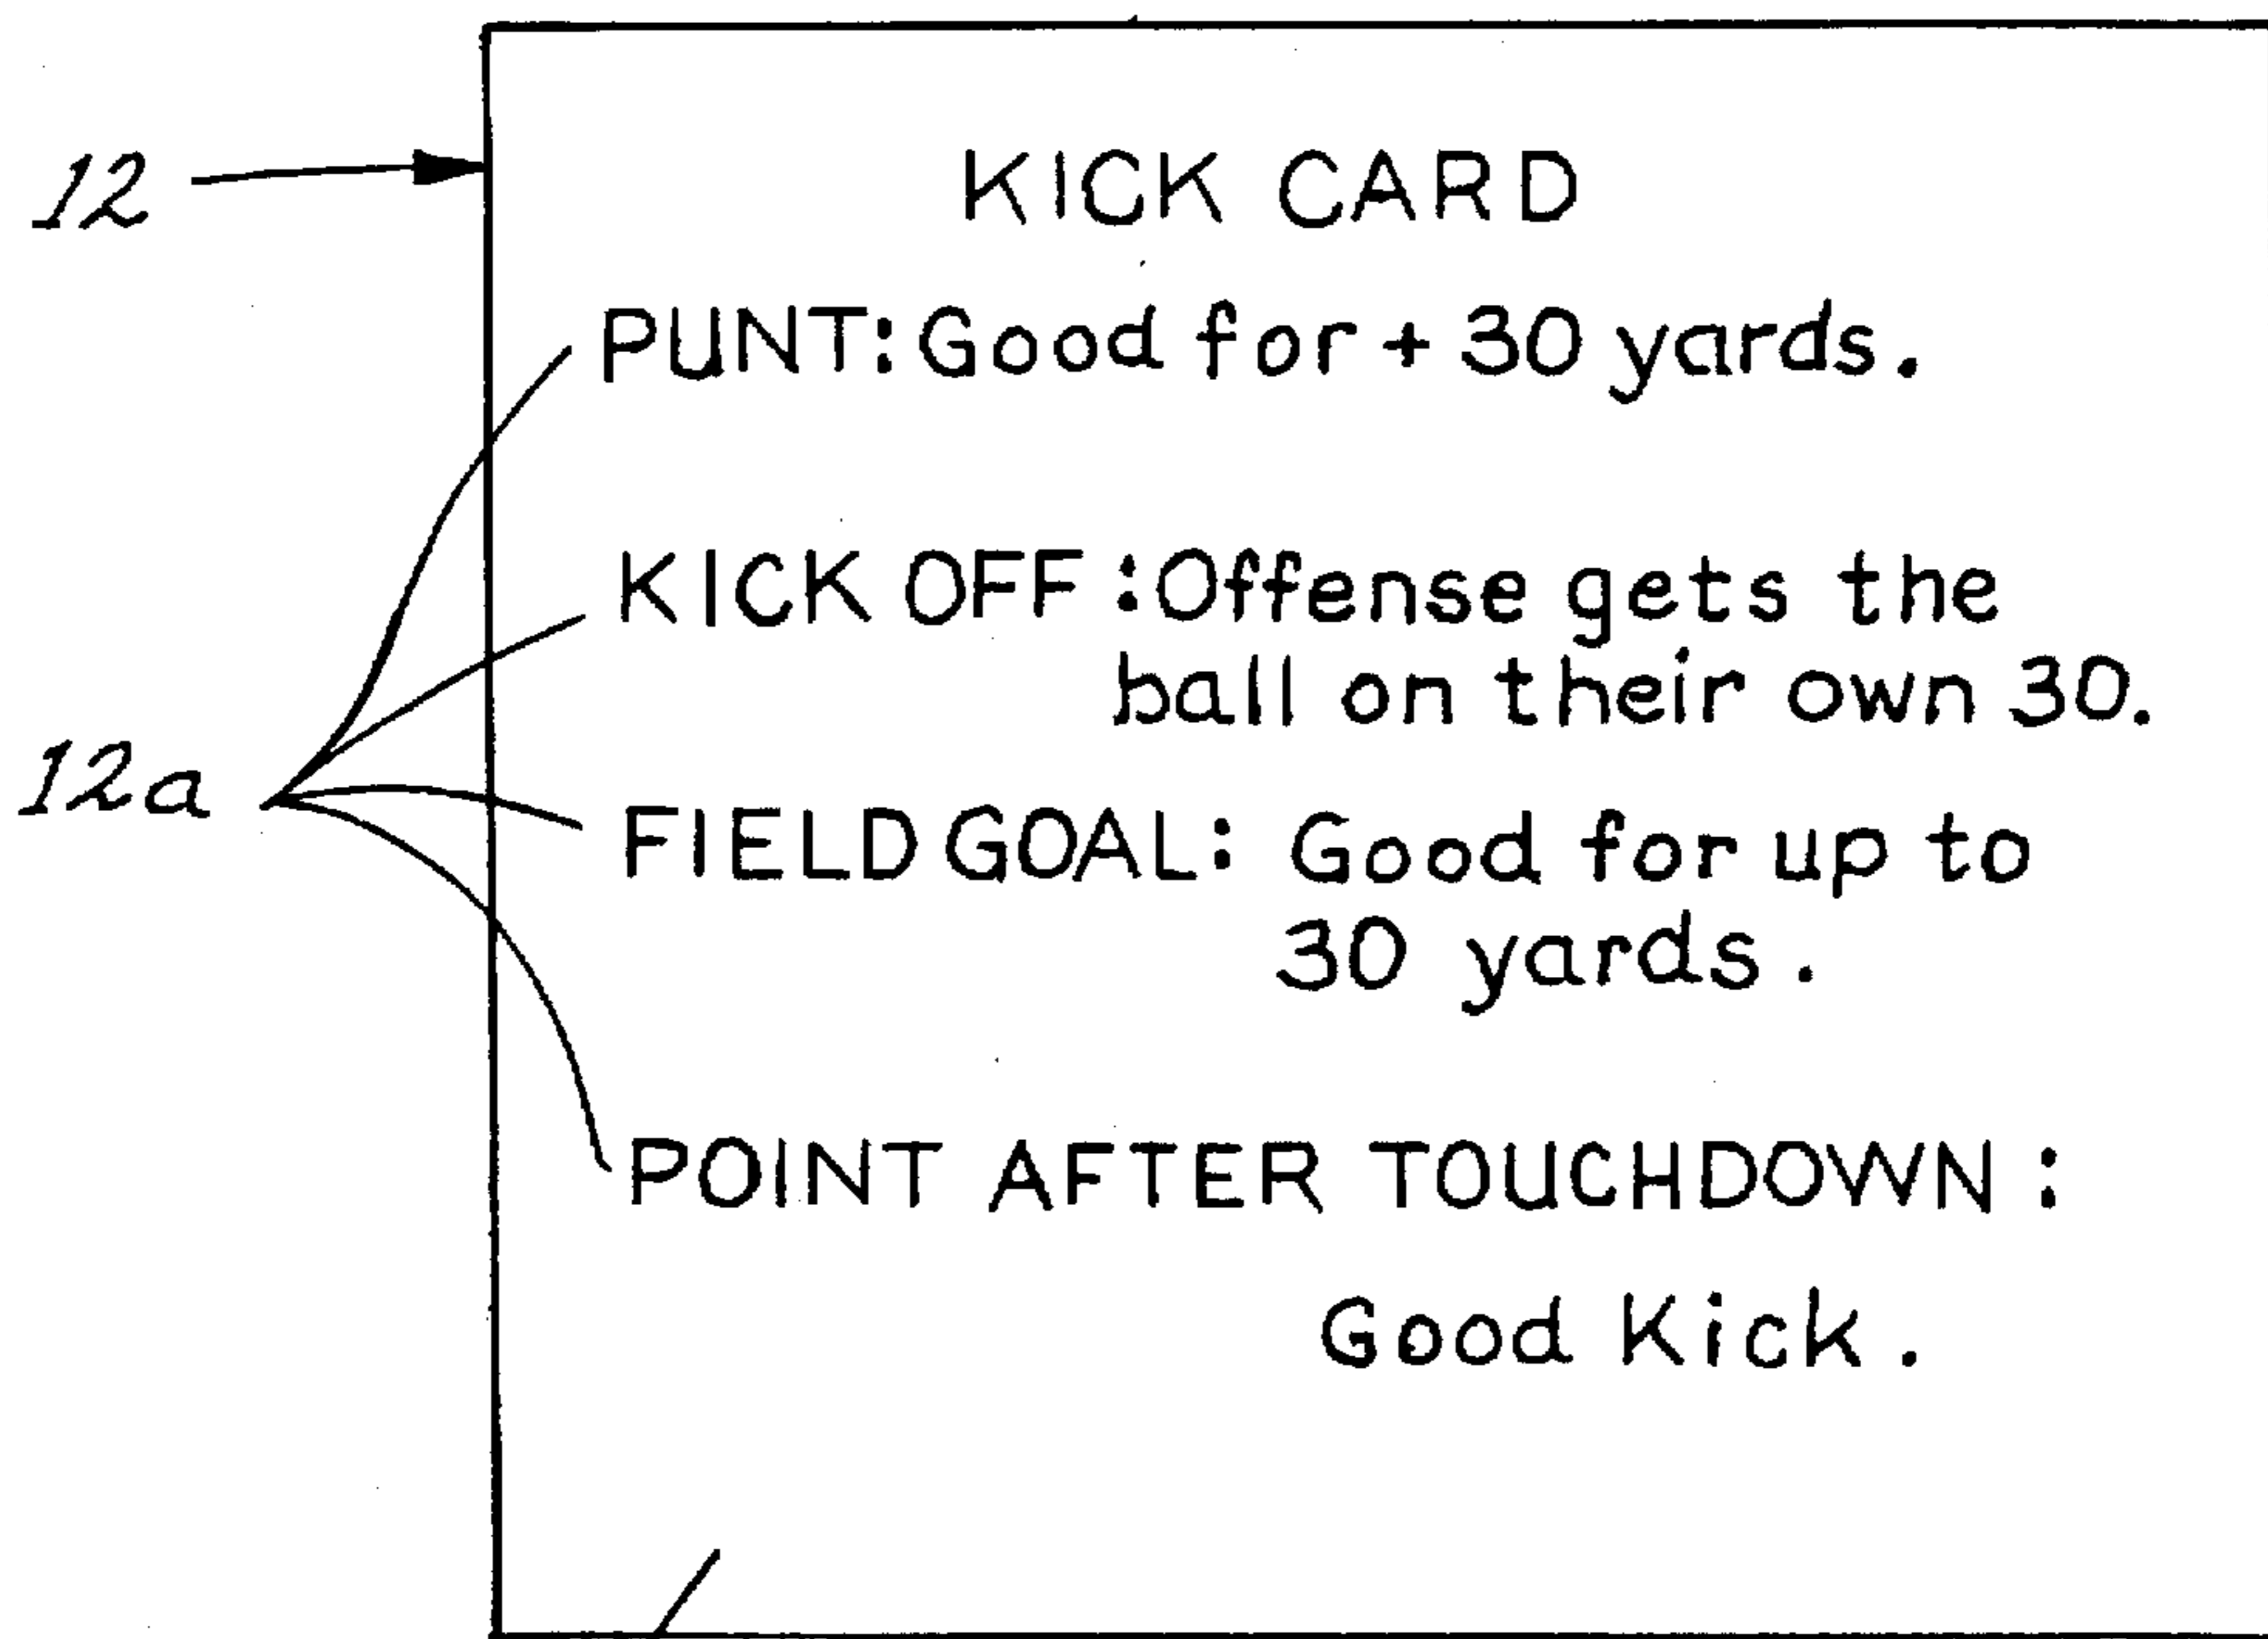 12
KICK CARD
PUNT: Good for + 30 yards.
KICK OFF : Offense gets the
ball on their own 30.
12a
FIELD GOAL: Good for up to
30 yards.
POINT AFTER TOUCHDOWN :
Good Kick.